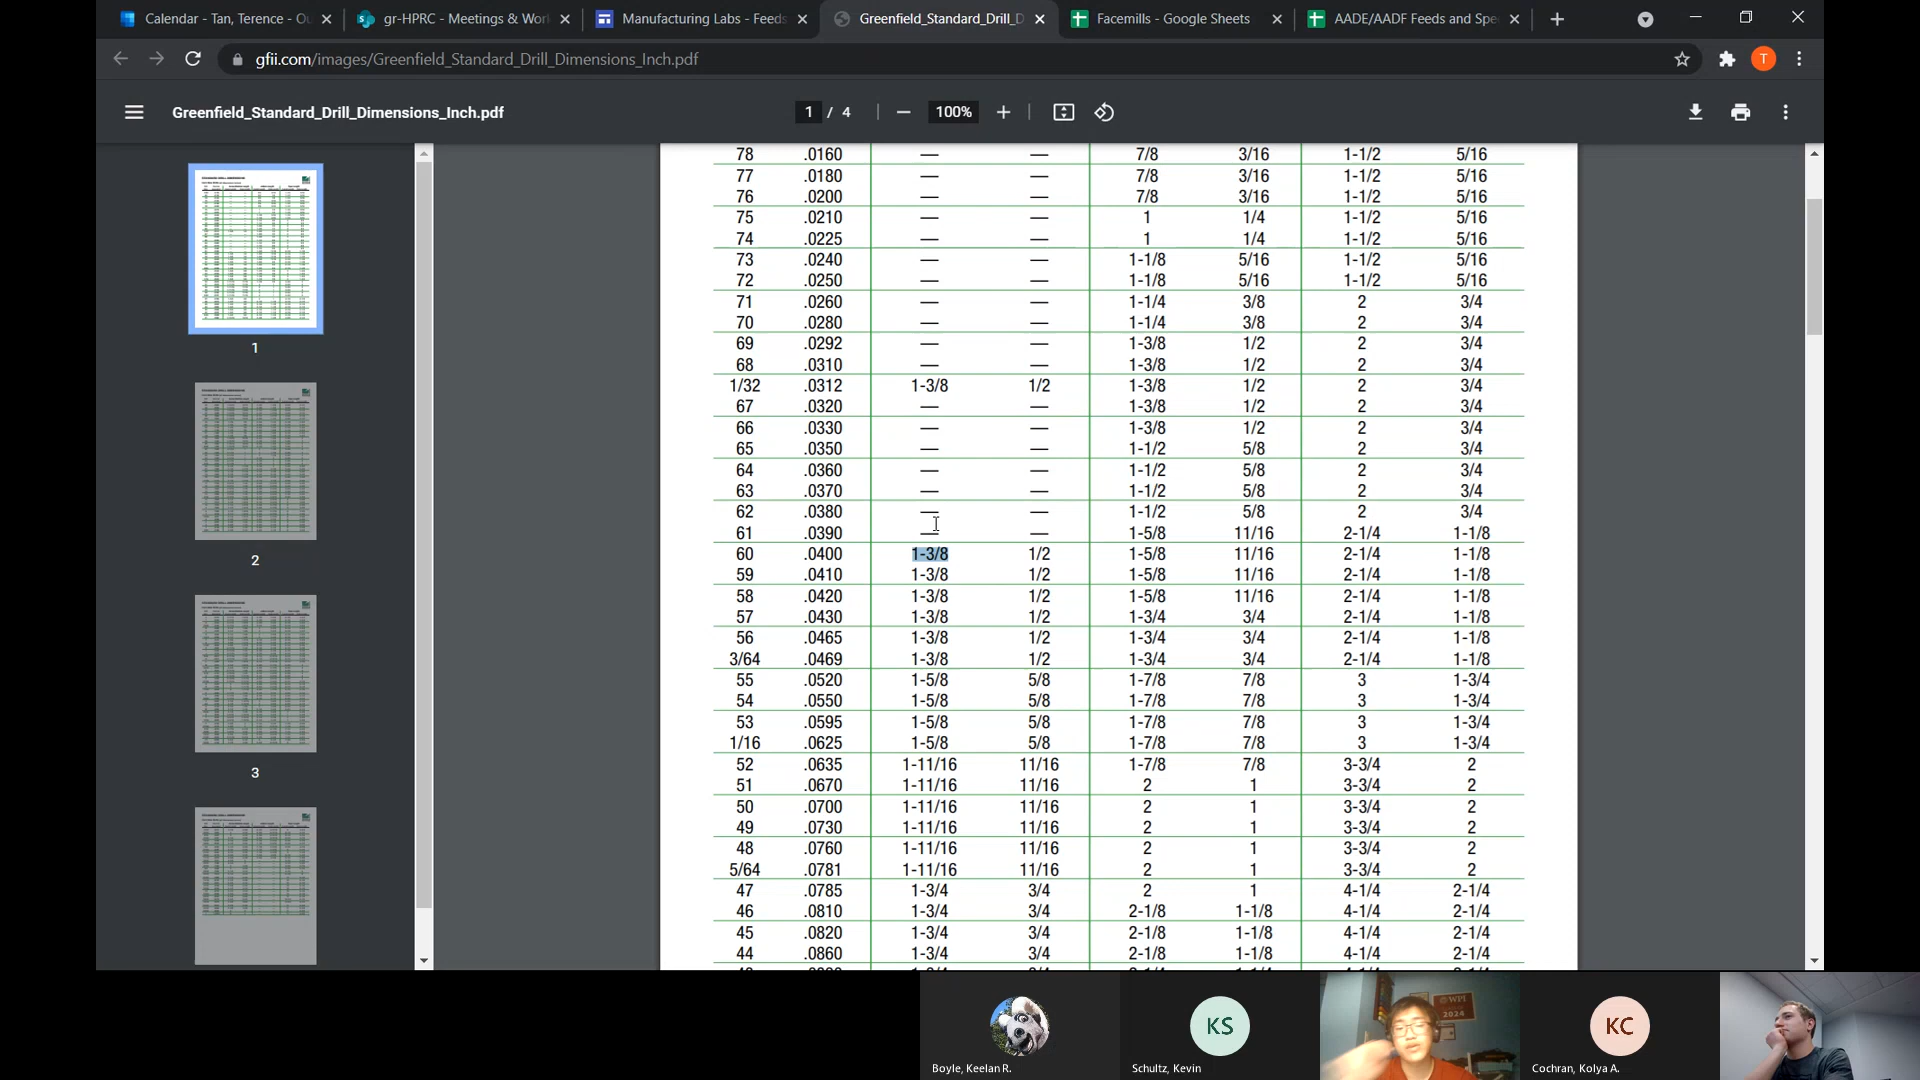 Calendar - Tan, Terence - Ou
gr-HPRC - Meetings & Work
Manufacturing Labs - Feeds
Greenfield_Standard_Drill_D
Facemills - Google Sheets
AADE/AADF Feeds and Spe
gfii.com/images/Greenfield_Standard_Drill_Dimensions_Inch.pdf
T
Greenfield_Standard_Drill_Dimensions_Inch.pdf
1 / 4
100%
1
2
3
78 .0160 — — 7/8 3/16 1-1/2 5/16
77 .0180 — — 7/8 3/16 1-1/2 5/16
76 .0200 — — 7/8 3/16 1-1/2 5/16
75 .0210 — — 1 1/4 1-1/2 5/16
74 .0225 — — 1 1/4 1-1/2 5/16
73 .0240 — — 1-1/8 5/16 1-1/2 5/16
72 .0250 — — 1-1/8 5/16 1-1/2 5/16
71 .0260 — — 1-1/4 3/8 2 3/4
70 .0280 — — 1-1/4 3/8 2 3/4
69 .0292 — — 1-3/8 1/2 2 3/4
68 .0310 — — 1-3/8 1/2 2 3/4
1/32 .0312 1-3/8 1/2 1-3/8 1/2 2 3/4
67 .0320 — — 1-3/8 1/2 2 3/4
66 .0330 — — 1-3/8 1/2 2 3/4
65 .0350 — — 1-1/2 5/8 2 3/4
64 .0360 — — 1-1/2 5/8 2 3/4
63 .0370 — — 1-1/2 5/8 2 3/4
62 .0380 — — 1-1/2 5/8 2 3/4
61 .0390 — — 1-5/8 11/16 2-1/4 1-1/8
60 .0400 1-3/8 1/2 1-5/8 11/16 2-1/4 1-1/8
59 .0410 1-3/8 1/2 1-5/8 11/16 2-1/4 1-1/8
58 .0420 1-3/8 1/2 1-5/8 11/16 2-1/4 1-1/8
57 .0430 1-3/8 1/2 1-3/4 3/4 2-1/4 1-1/8
56 .0465 1-3/8 1/2 1-3/4 3/4 2-1/4 1-1/8
3/64 .0469 1-3/8 1/2 1-3/4 3/4 2-1/4 1-1/8
55 .0520 1-5/8 5/8 1-7/8 7/8 3 1-3/4
54 .0550 1-5/8 5/8 1-7/8 7/8 3 1-3/4
53 .0595 1-5/8 5/8 1-7/8 7/8 3 1-3/4
1/16 .0625 1-5/8 5/8 1-7/8 7/8 3 1-3/4
52 .0635 1-11/16 11/16 1-7/8 7/8 3-3/4 2
51 .0670 1-11/16 11/16 2 1 3-3/4 2
50 .0700 1-11/16 11/16 2 1 3-3/4 2
49 .0730 1-11/16 11/16 2 1 3-3/4 2
48 .0760 1-11/16 11/16 2 1 3-3/4 2
5/64 .0781 1-11/16 11/16 2 1 3-3/4 2
47 .0785 1-3/4 3/4 2 1 4-1/4 2-1/4
46 .0810 1-3/4 3/4 2-1/8 1-1/8 4-1/4 2-1/4
45 .0820 1-3/4 3/4 2-1/8 1-1/8 4-1/4 2-1/4
44 .0860 1-3/4 3/4 2-1/8 1-1/8 4-1/4 2-1/4
WPI
2024
KS
KC
Boyle, Keelan R.
Schultz, Kevin
Cochran, Kolya A.